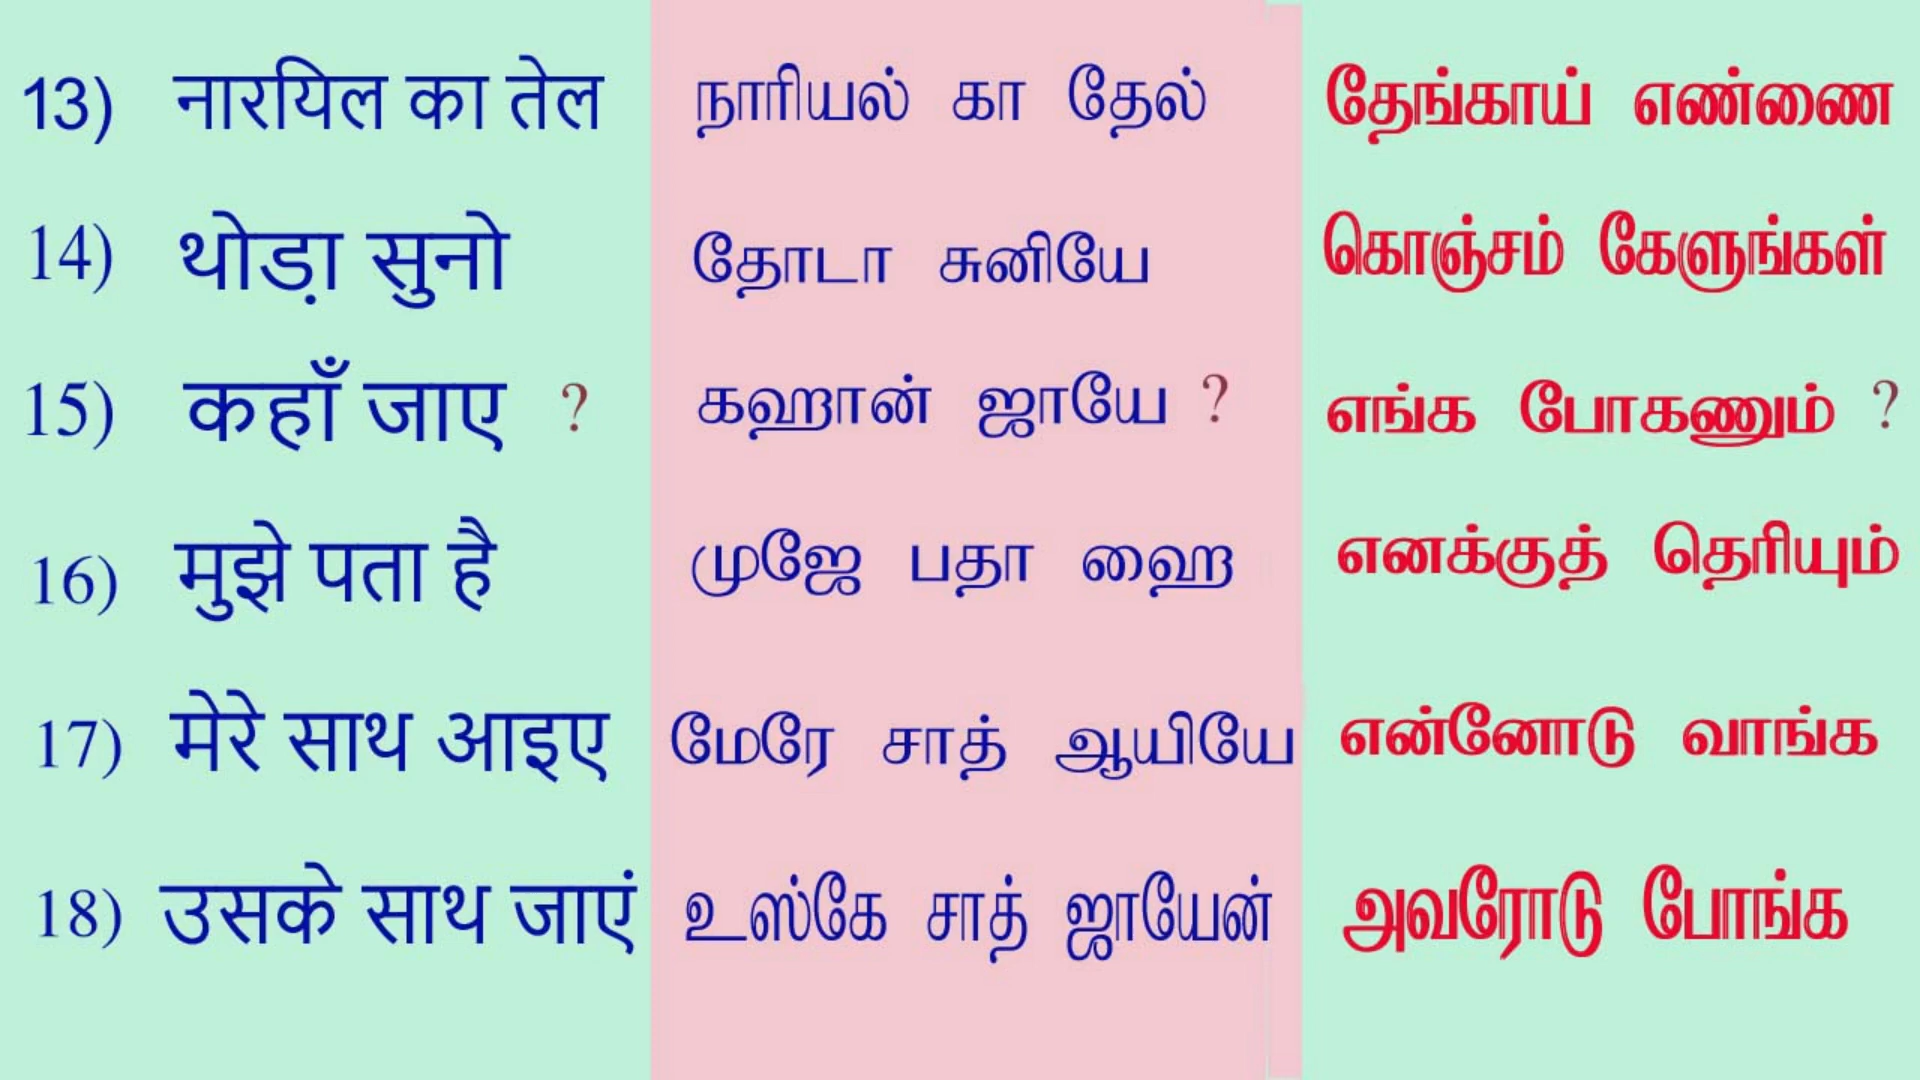 13) नारयिल का तेल நாரியல் கா தேல் தேங்காய் எண்ணை
14) थोड़ा सुनो தோடா சுனியே கொஞ்சம் கேளுங்கள்
15) कहाँ जाए ? கஹான் ஜாயே ? எங்க போகணும் ?
16) मुझे पता है முஜே பதா ஹை எனக்குத் தெரியும்
17) मेरे साथ आइए மேரே சாத் ஆயியே என்னோடு வாங்க
18) उसके साथ जाएं உஸ்கே சாத் ஜாயேன் அவரோடு போங்க